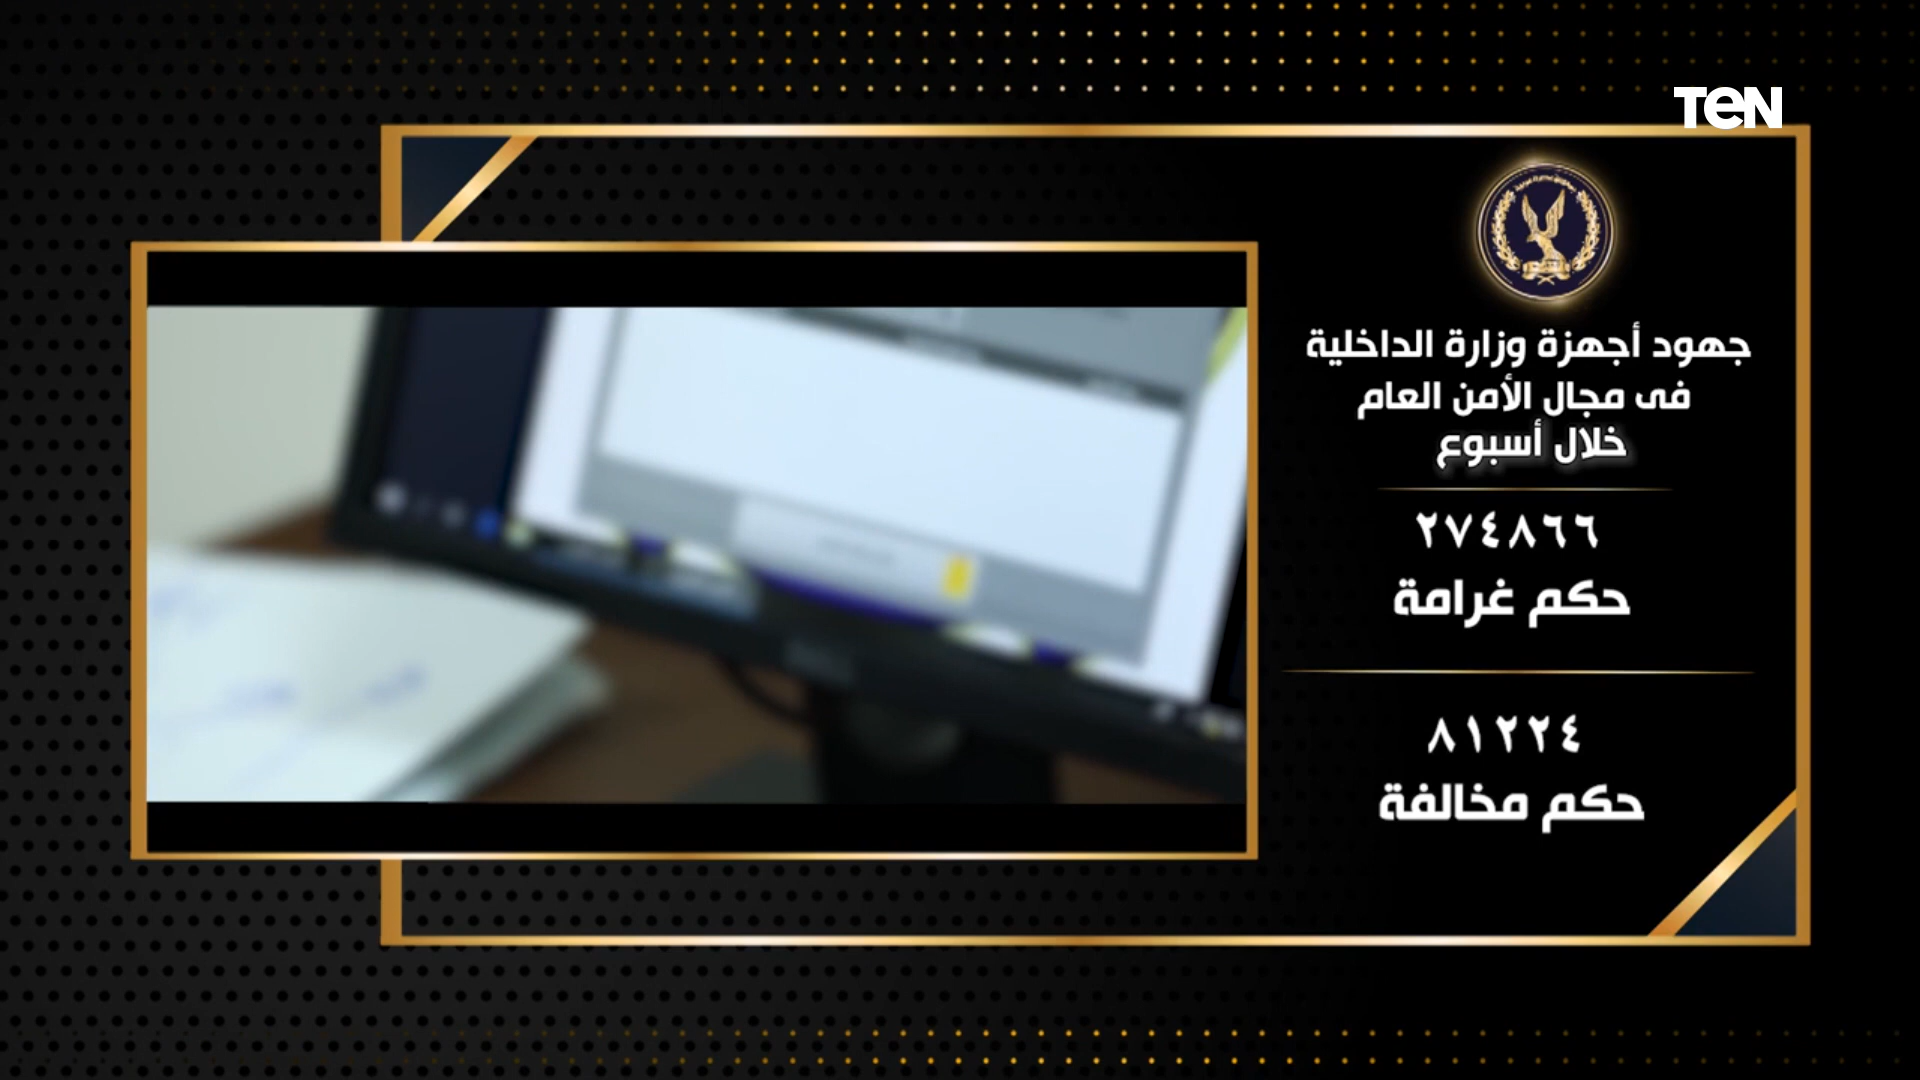 TeN
جهود أجهزة وزارة الداخلية
فى مجال الأمن العام
خلال أسبوع
٢٧٤٨٦٦
حكم غرامة
٨١٢٢٤
حكم مخالفة